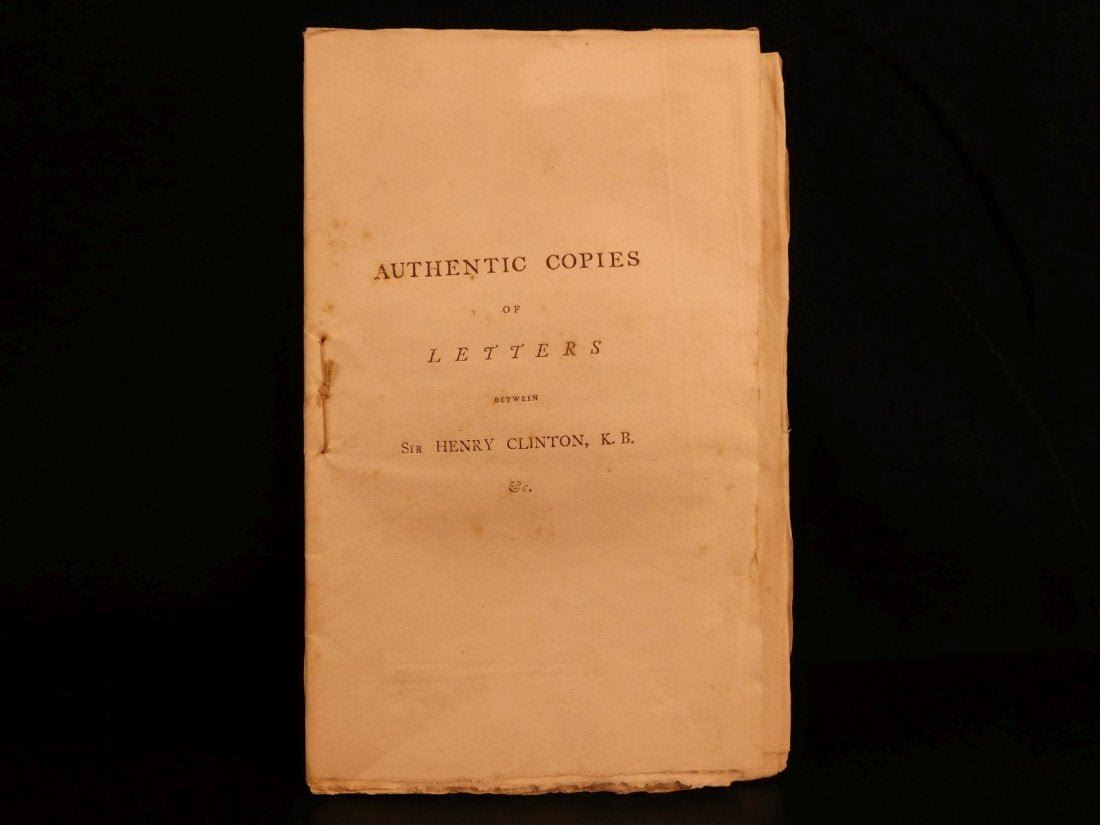 AUTHENTIC COPIES
OF
LETTERS
BETWEEN
SIR HENRY CLINTON, K. B.
&c.